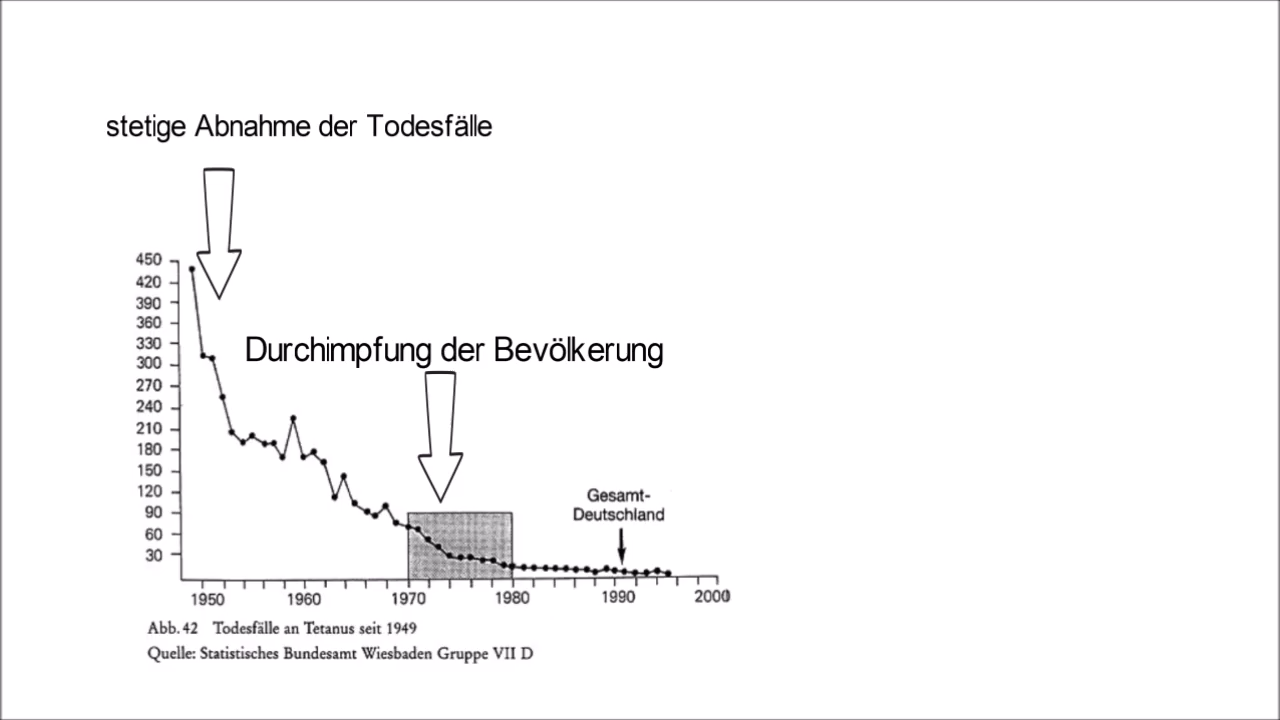 stetige Abnahme der Todesfälle
450
420
390
360
330
300
270
240
210
180
150
120
90
60
30
Durchimpfung der Bevölkerung
Gesamt-
Deutschland
1950 1960 1970 1980 1990 2000
Abb. 42 Todesfälle an Tetanus seit 1949
Quelle: Statistisches Bundesamt Wiesbaden Gruppe VII D